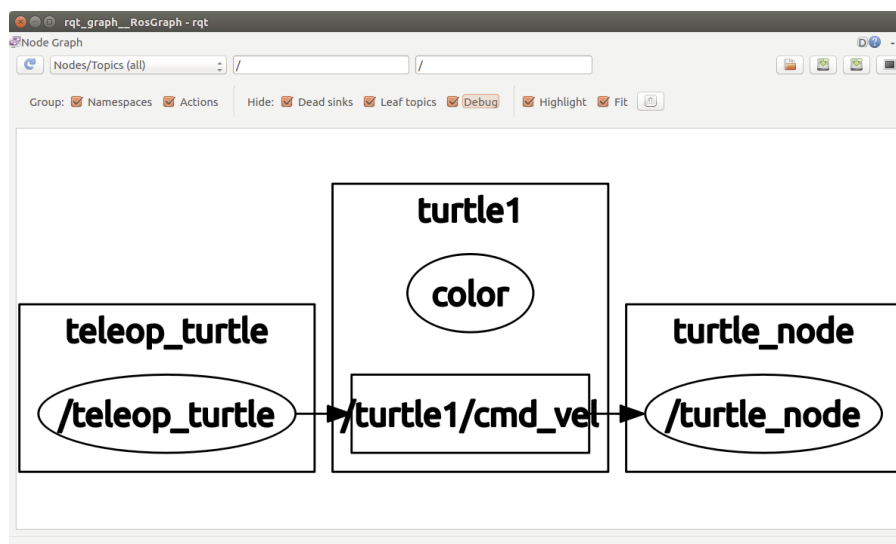 rqt_graph__RosGraph - rqt
Node Graph
D
-
Nodes/Topics (all)
/
/
Group: Namespaces Actions Hide: Dead sinks Leaf topics Debug Highlight Fit
turtle1
color
teleop_turtle
turtle_node
/teleop_turtle
/turtle1/cmd_vel
/turtle_node